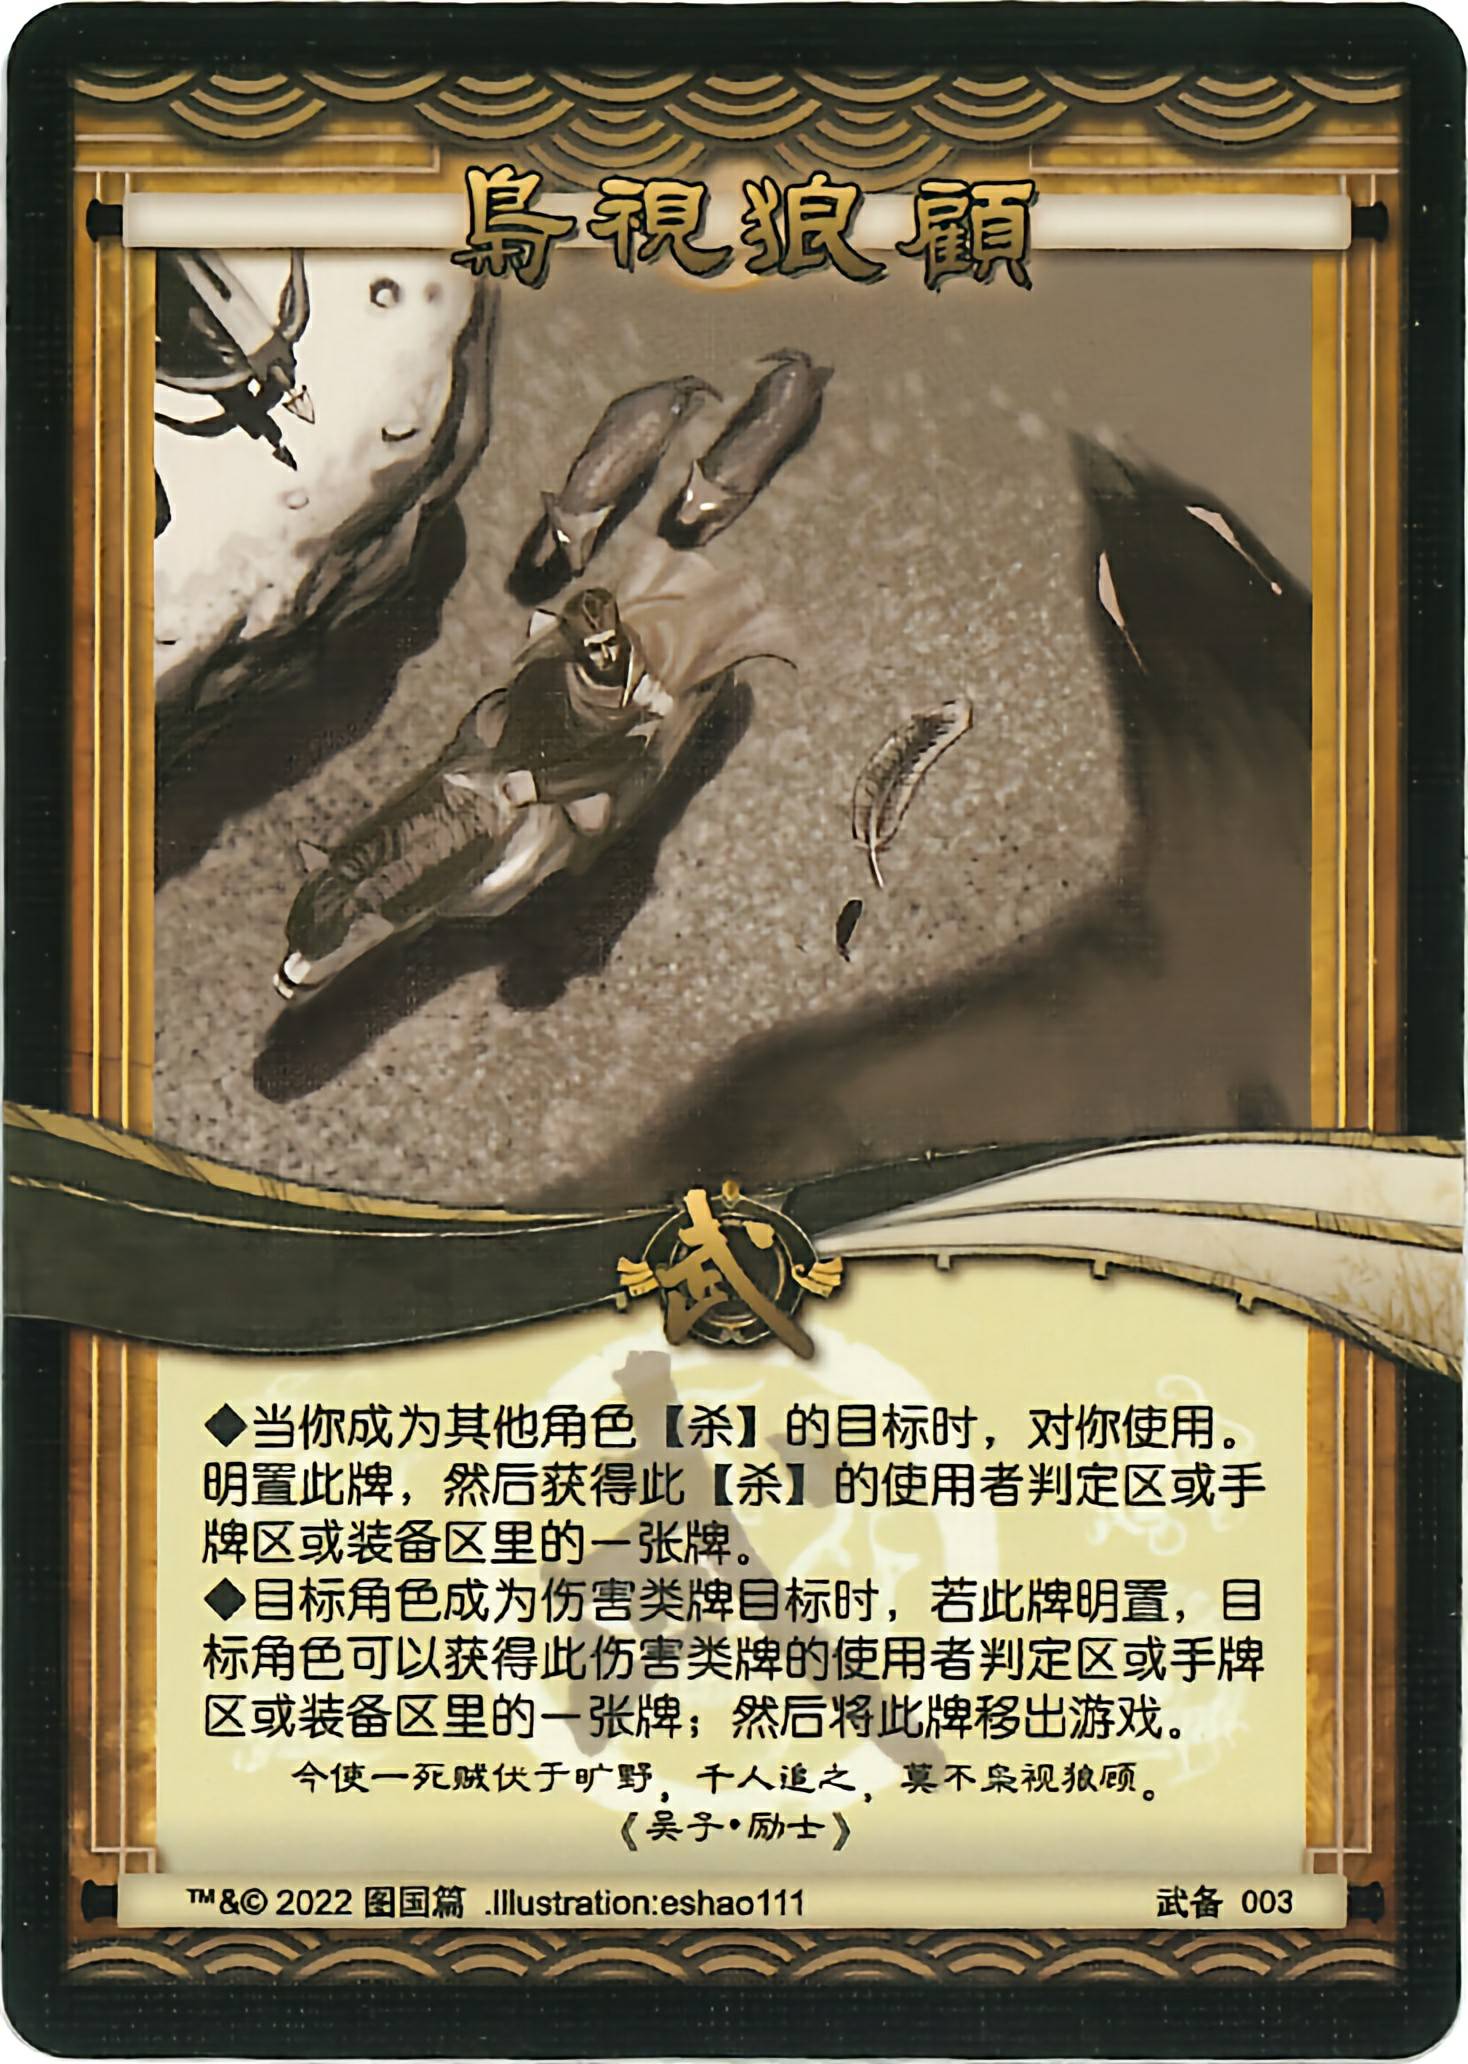 梟視狼顧
武
◆当你成为其他角色【杀】的目标时，对你使用。
明置此牌，然后获得此【杀】的使用者判定区或手
牌区或装备区里的一张牌。
◆目标角色成为伤害类牌目标时，若此牌明置，目
标角色可以获得此伤害类牌的使用者判定区或手牌
区或装备区里的一张牌；然后将此牌移出游戏。
今使一死贼伏于旷野，千人追之，莫不枭视狼顾。
《吴子•励士》
™&© 2022 图国篇 .Illustration:eshao111
武备 003